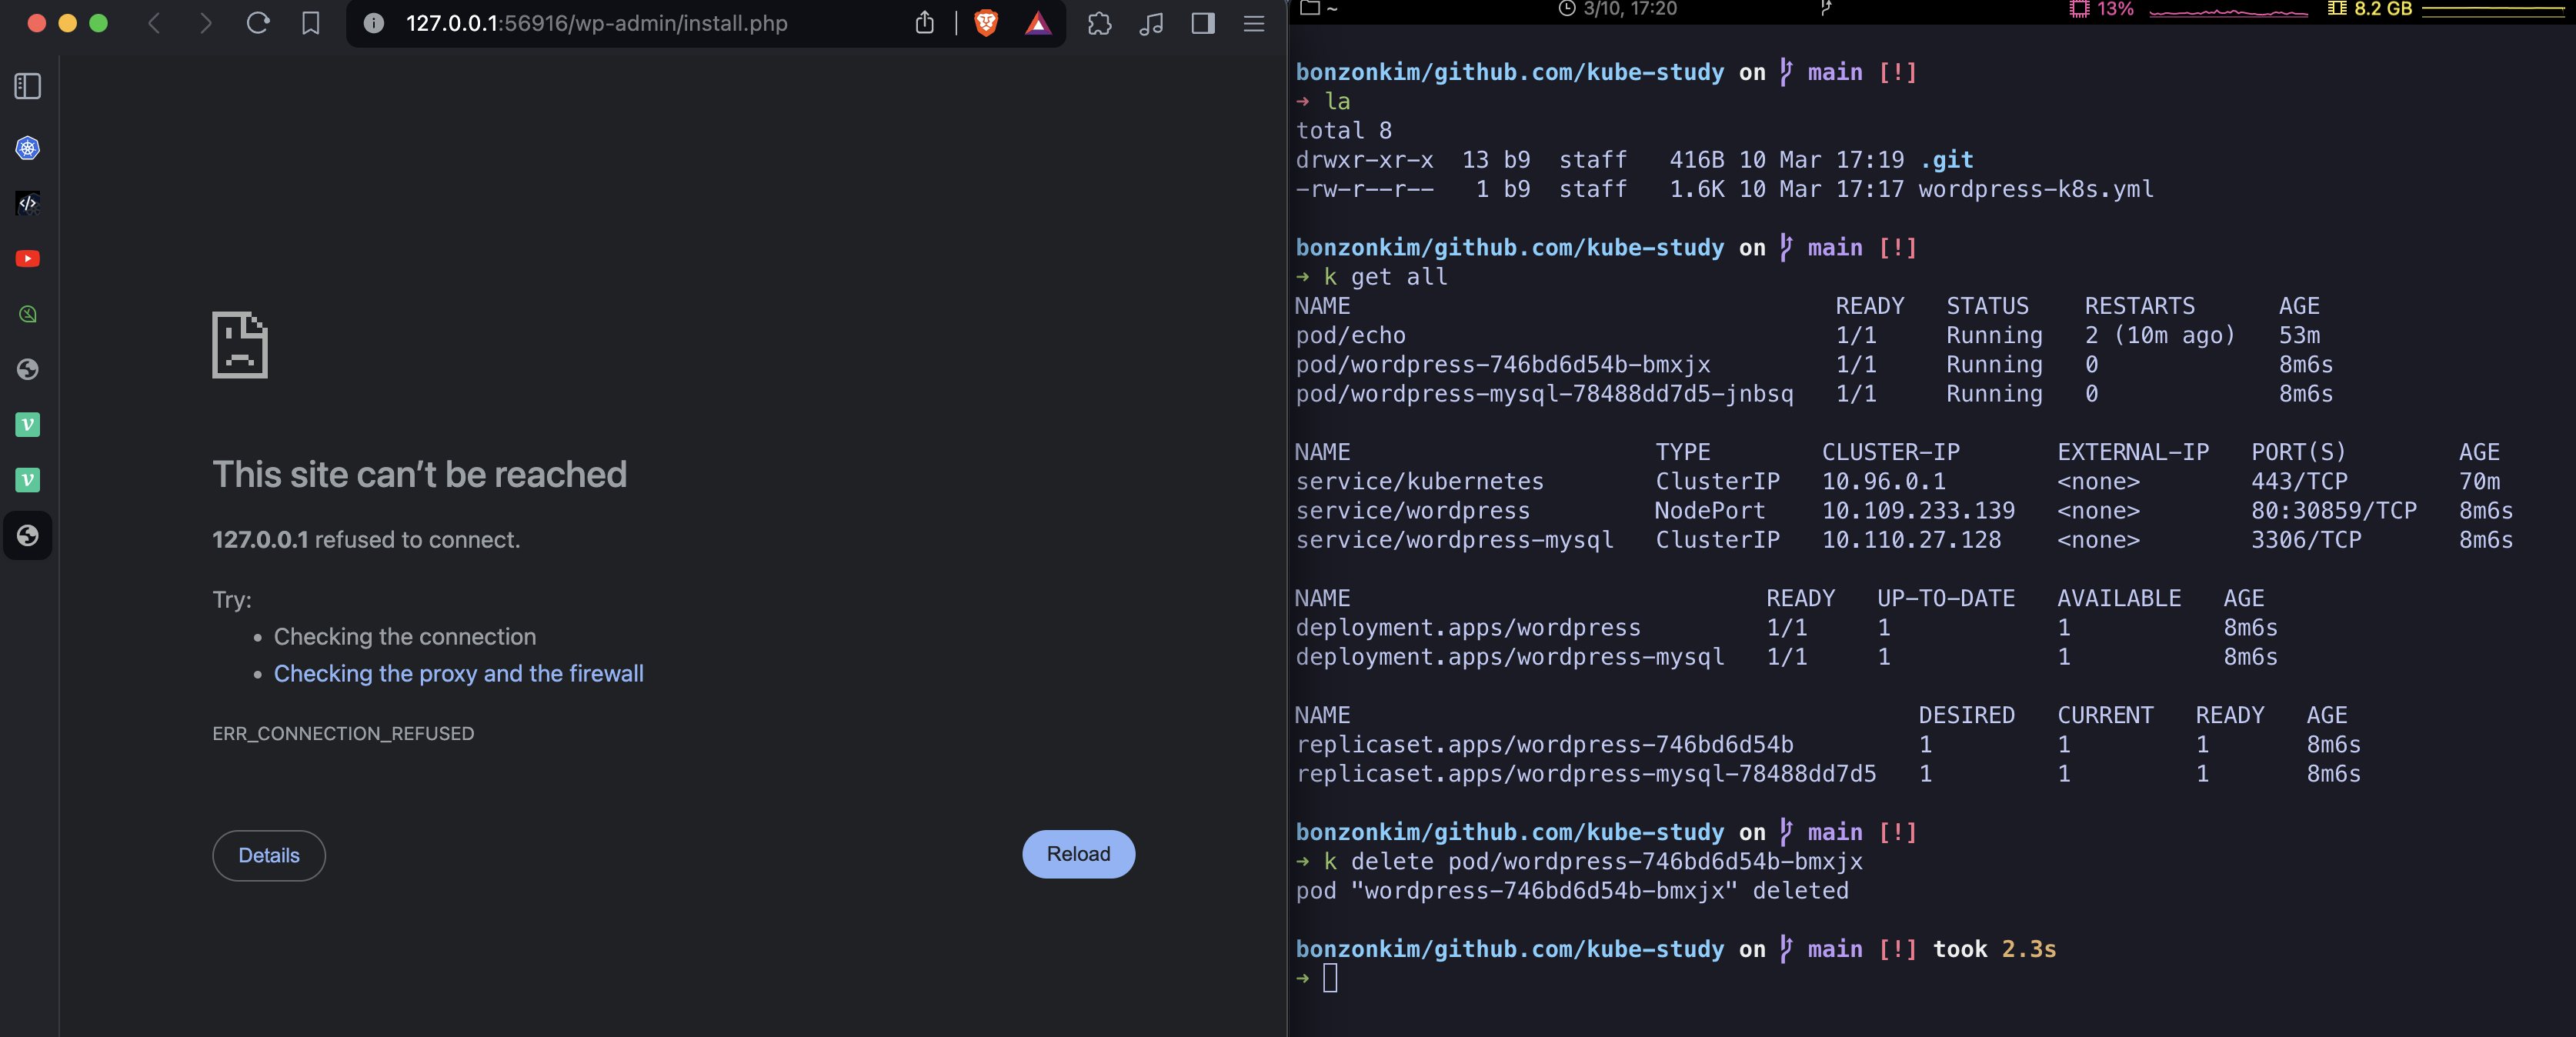 127.0.0.1:56916/wp-admin/install.php
This site can’t be reached
127.0.0.1 refused to connect.
Try:
• Checking the connection
• Checking the proxy and the firewall
ERR_CONNECTION_REFUSED
Details
Reload
~ 3/10, 17:20 13% 8.2 GB
bonzonkim/github.com/kube-study on main [!]
→ la
total 8
drwxr-xr-x 13 b9 staff 416B 10 Mar 17:19 .git
-rw-r--r-- 1 b9 staff 1.6K 10 Mar 17:17 wordpress-k8s.yml
bonzonkim/github.com/kube-study on main [!]
→ k get all
NAME READY STATUS RESTARTS AGE
pod/echo 1/1 Running 2 (10m ago) 53m
pod/wordpress-746bd6d54b-bmxjx 1/1 Running 0 8m6s
pod/wordpress-mysql-78488dd7d5-jnbsq 1/1 Running 0 8m6s
NAME TYPE CLUSTER-IP EXTERNAL-IP PORT(S) AGE
service/kubernetes ClusterIP 10.96.0.1 <none> 443/TCP 70m
service/wordpress NodePort 10.109.233.139 <none> 80:30859/TCP 8m6s
service/wordpress-mysql ClusterIP 10.110.27.128 <none> 3306/TCP 8m6s
NAME READY UP-TO-DATE AVAILABLE AGE
deployment.apps/wordpress 1/1 1 1 8m6s
deployment.apps/wordpress-mysql 1/1 1 1 8m6s
NAME DESIRED CURRENT READY AGE
replicaset.apps/wordpress-746bd6d54b 1 1 1 8m6s
replicaset.apps/wordpress-mysql-78488dd7d5 1 1 1 8m6s
bonzonkim/github.com/kube-study on main [!]
→ k delete pod/wordpress-746bd6d54b-bmxjx
pod "wordpress-746bd6d54b-bmxjx" deleted
bonzonkim/github.com/kube-study on main [!] took 2.3s
→